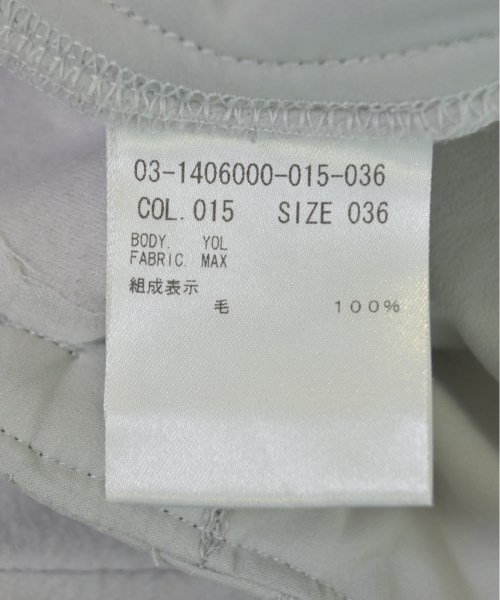 03-1406000-015-036
COL. 015 SIZE 036
BODY. YOL
FABRIC. MAX
組成表示
毛 100%